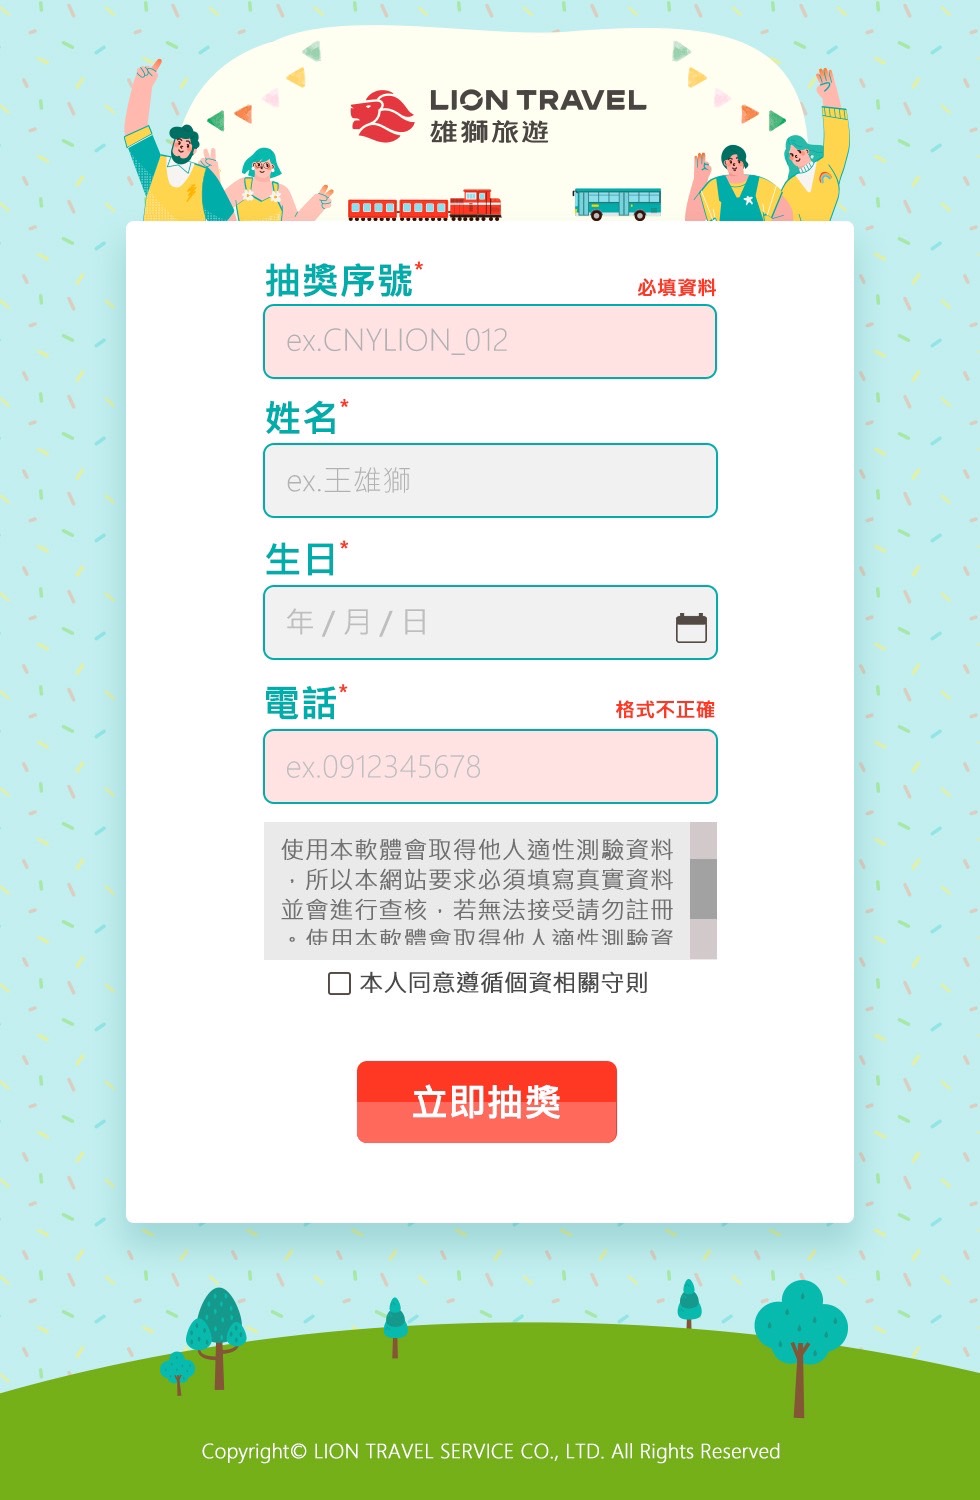 LION TRAVEL
雄獅旅遊
抽獎序號*
必填資料
ex.CNYLION_012
姓名*
ex.王雄獅
生日*
年 / 月 / 日
電話*
格式不正確
ex.0912345678
使用本軟體會取得他人適性測驗資料
，所以本網站要求必須填寫真實資料
並會進行查核，若無法接受請勿註冊
。使用本軟體會取得他人適性測驗資
本人同意遵循個資相關守則
立即抽獎
Copyright© LION TRAVEL SERVICE CO., LTD. All Rights Reserved